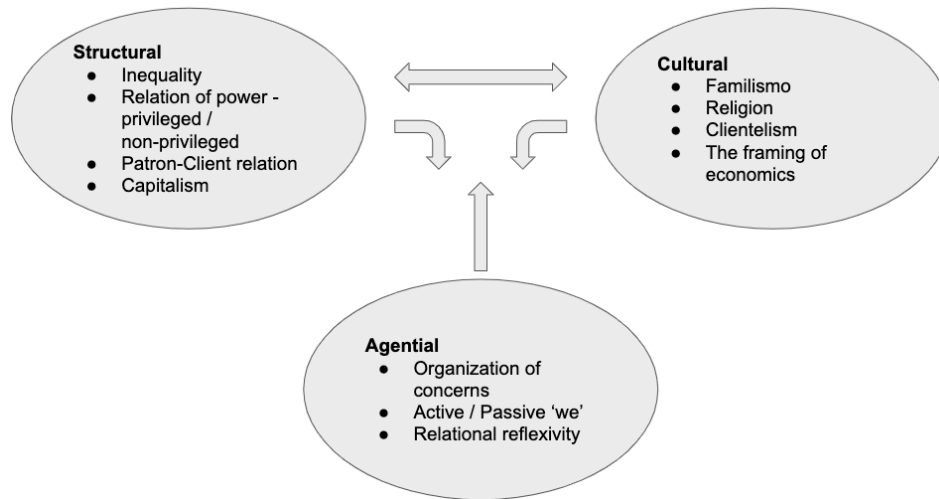 Structural
● Inequality
● Relation of power -
privileged /
non-privileged
● Patron-Client relation
● Capitalism
Cultural
● Familismo
● Religion
● Clientelism
● The framing of
economics
Agential
● Organization of
concerns
● Active / Passive ‘we’
● Relational reflexivity